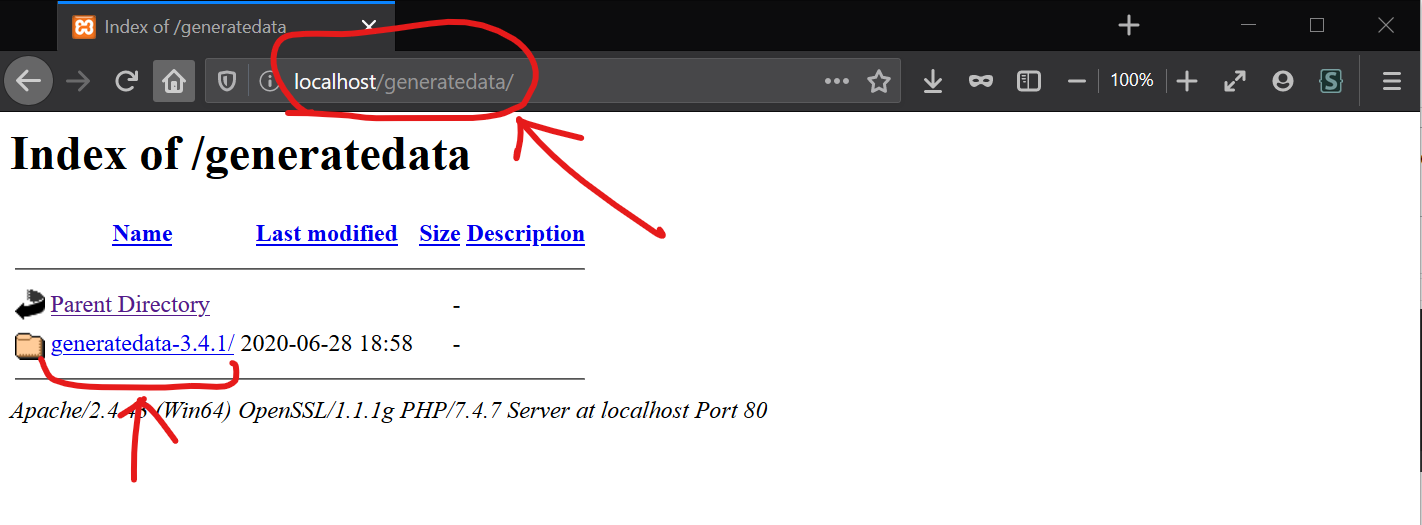 Index of /generatedata
localhost/generatedata/ 100% S
Index of /generatedata
Name Last modified Size Description
Parent Directory -
generatedata-3.4.1/ 2020-06-28 18:58 -
Apache/2.4.43 (Win64) OpenSSL/1.1.1g PHP/7.4.7 Server at localhost Port 80